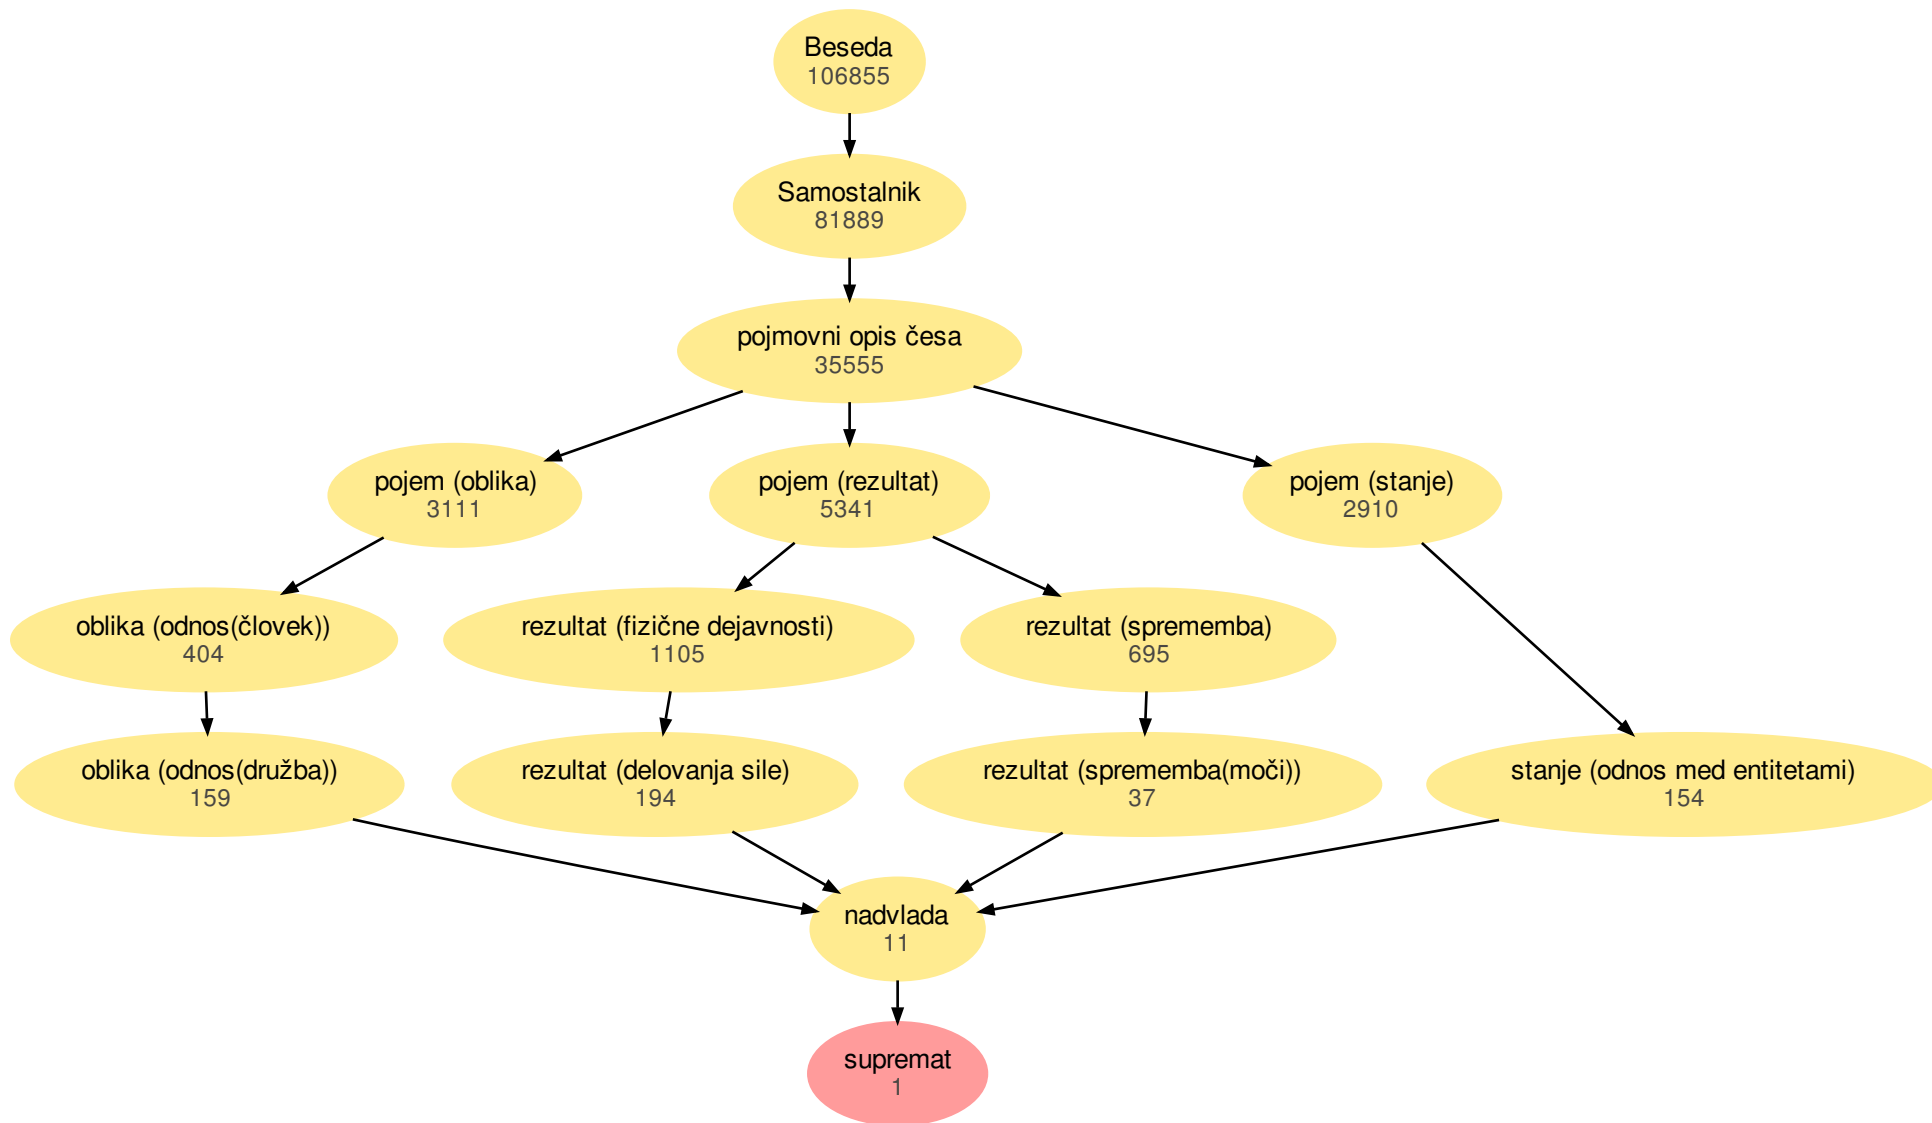 Beseda
106855
Samostalnik
81889
pojmovni opis česa
35555
pojem (oblika)
3111
pojem (rezultat)
5341
pojem (stanje)
2910
oblika (odnos(človek))
404
rezultat (fizične dejavnosti)
1105
rezultat (sprememba)
695
oblika (odnos(družba))
159
rezultat (delovanja sile)
194
rezultat (sprememba(moči))
37
stanje (odnos med entitetami)
154
nadvlada
11
supremat
1